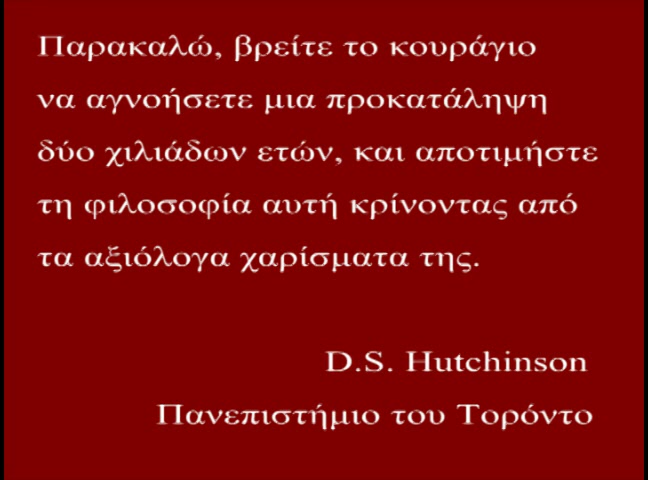 Παρακαλώ, βρείτε το κουράγιο
να αγνοήσετε μια προκατάληψη
δύο χιλιάδων ετών, και αποτιμήστε
τη φιλοσοφία αυτή κρίνοντας από
τα αξιόλογα χαρίσματα της.
D.S. Hutchinson
Πανεπιστήμιο του Τορόντο